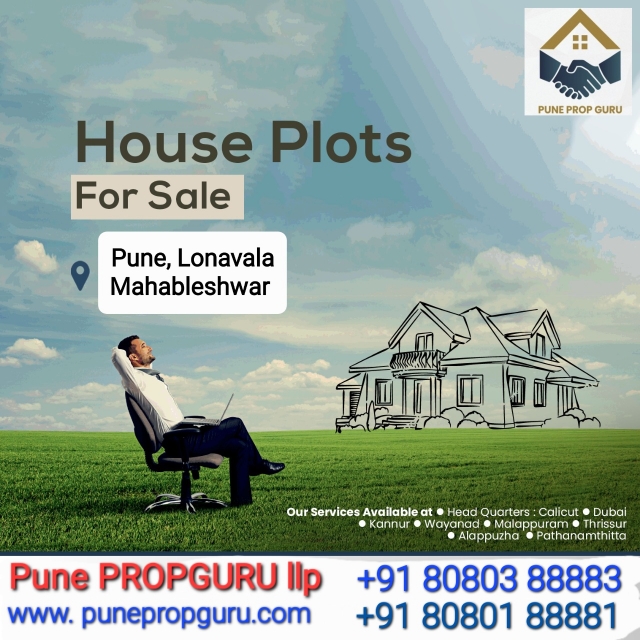 PUNE PROP GURU
House Plots
For Sale
Pune, Lonavala
Mahableshwar
Our Services Available at ● Head Quarters : Calicut ● Dubai
● Kannur ● Wayanad ● Malappuram ● Thrissur
● Alappuzha ● Pathanamthitta
Pune PROPGURU llp
+91 80803 88883
www. punepropguru.com
+91 80801 88881